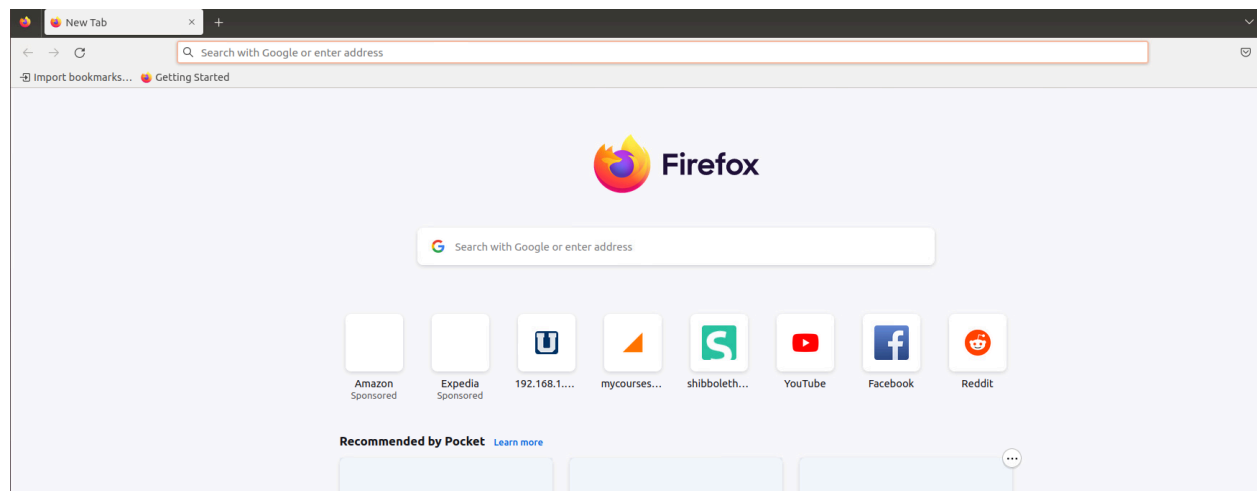 New Tab
Search with Google or enter address
Import bookmarks... Getting Started
Firefox
Search with Google or enter address
Amazon Expedia 192.168.1.... mycourses... shibboleth... YouTube Facebook Reddit
Sponsored Sponsored
Recommended by Pocket Learn more